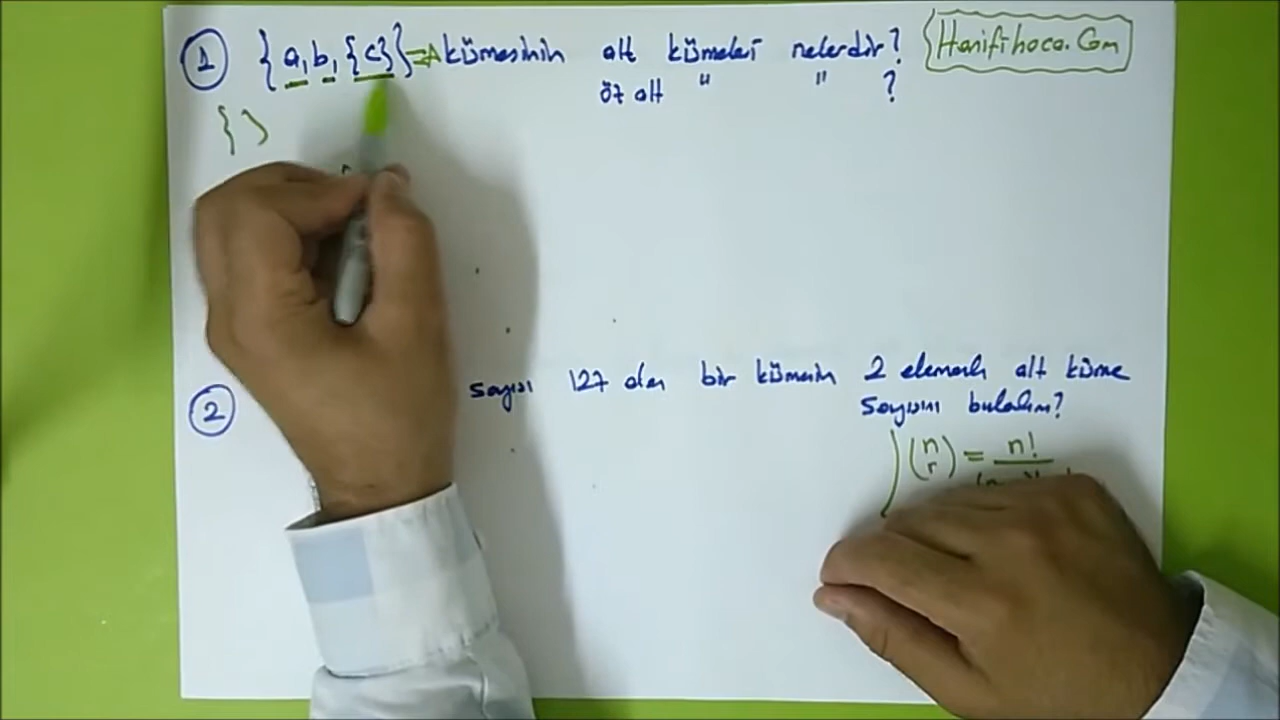 1 {a, b, {c}} = A kümesinin alt kümeleri nelerdir?
öz alt " " ?
Hanifihoca.Com
{ }
2 sayısı 127 olan bir kümenin 2 elemanlı alt küme
sayısını bulalım?
(n r) = n!